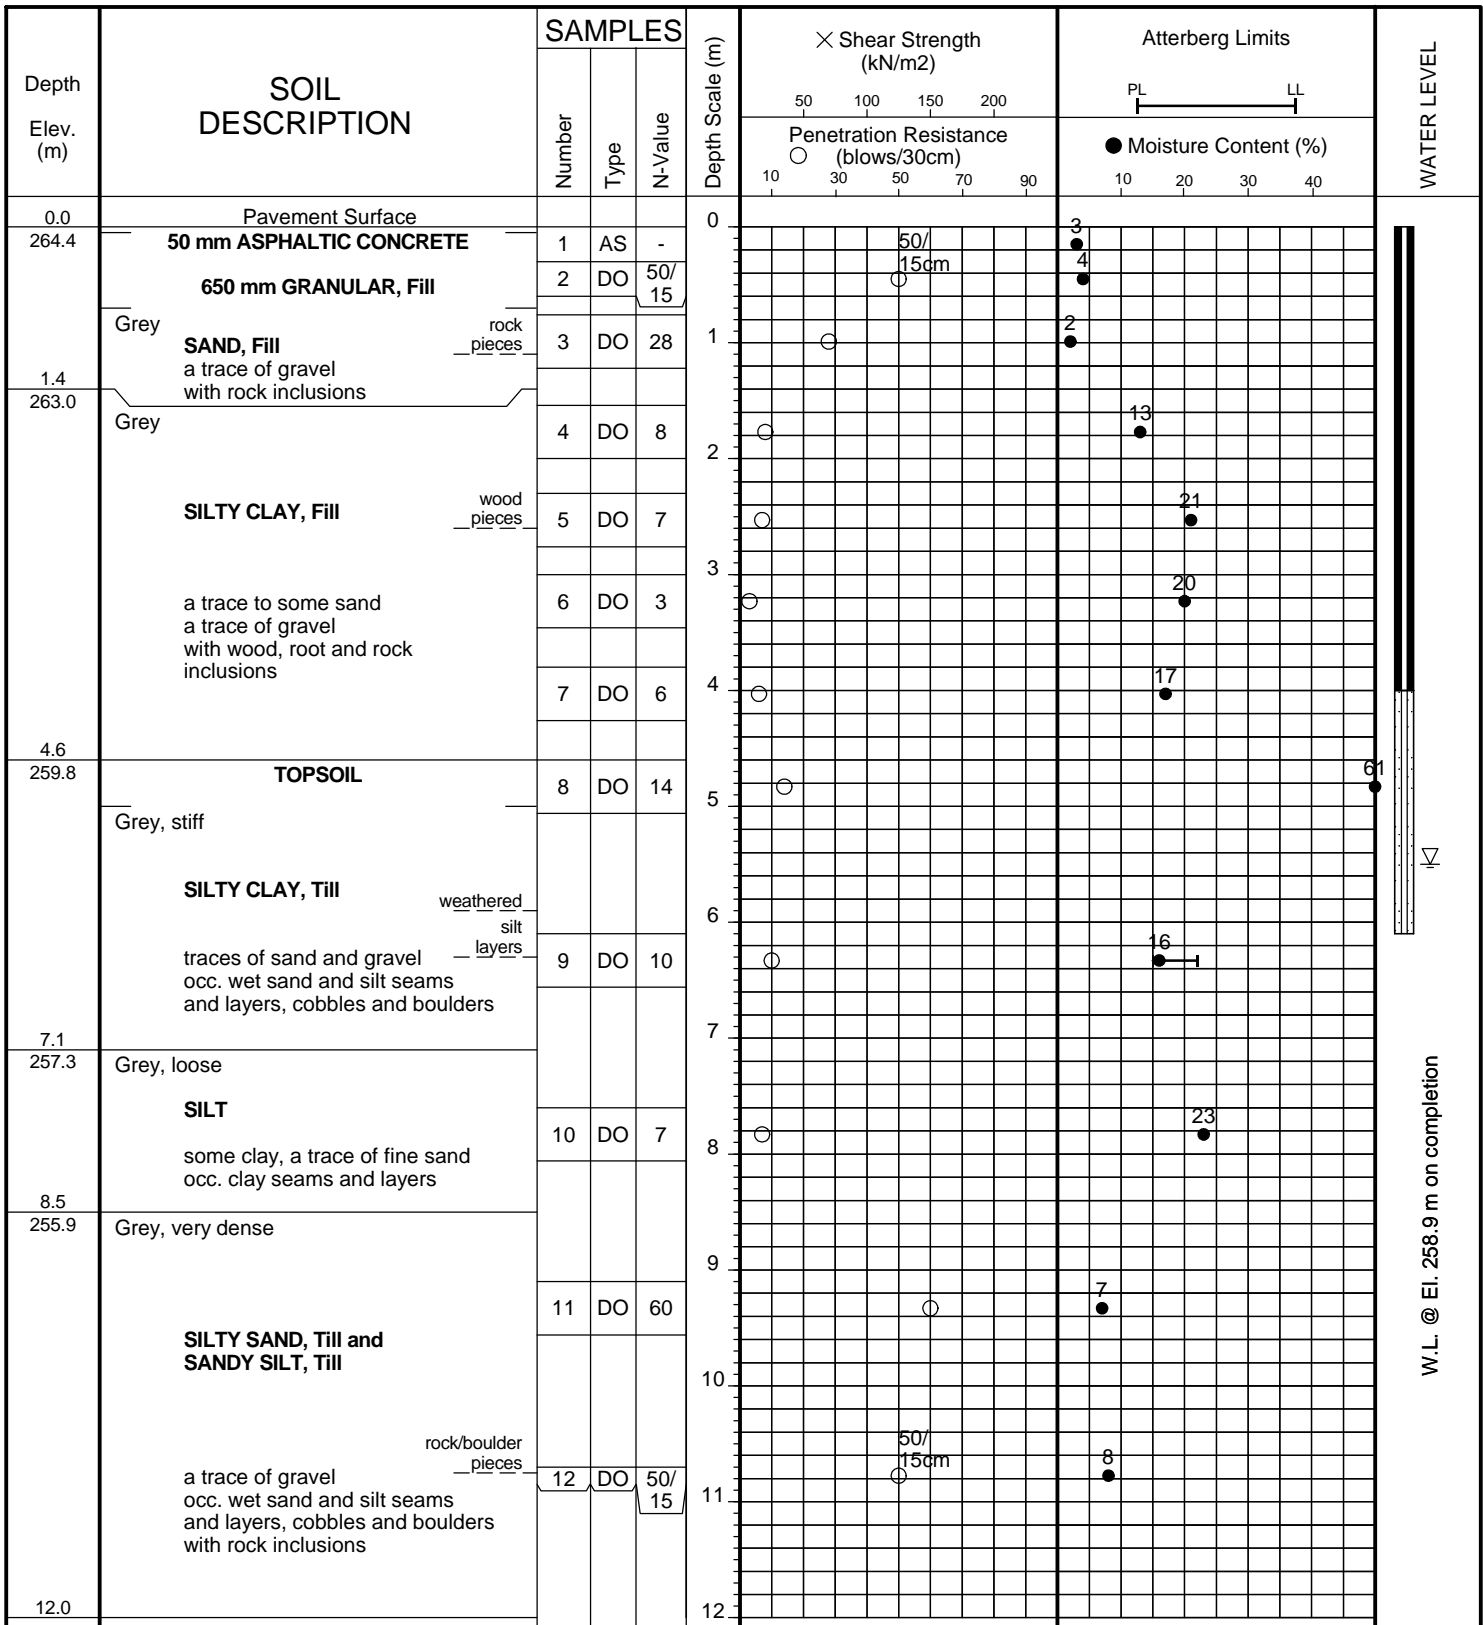 SAMPLES
Depth
Elev.
(m)
SOIL
DESCRIPTION
Number
Type
N-Value
Depth Scale (m)
× Shear Strength
(kN/m2)
50 100 150 200
Penetration Resistance
(blows/30cm)
10 30 50 70 90
Atterberg Limits
PL LL
Moisture Content (%)
10 20 30 40
WATER LEVEL
0.0 Pavement Surface 0
264.4 50 mm ASPHALTIC CONCRETE 1 AS - 3
650 mm GRANULAR, Fill 2 DO 50/
15
50/
15cm
4
Grey
SAND, Fill
rock
pieces
3 DO 28 1 2
a trace of gravel
with rock inclusions
1.4
263.0
Grey
4 DO 8 13
2
SILTY CLAY, Fill
wood
pieces
5 DO 7 21
3
a trace to some sand
a trace of gravel
with wood, root and rock
inclusions
6 DO 3 20
7 DO 6 4 17
4.6
259.8 TOPSOIL 8 DO 14 61
5
Grey, stiff
SILTY CLAY, Till
weathered
silt
layers
6
traces of sand and gravel
occ. wet sand and silt seams
and layers, cobbles and boulders
9 DO 10 16
7.1 7
257.3
Grey, loose
SILT
some clay, a trace of fine sand
occ. clay seams and layers
10 DO 7 8 23
8.5
255.9
Grey, very dense
9
11 DO 60 7
SILTY SAND, Till and
SANDY SILT, Till
10
rock/boulder
pieces
a trace of gravel
occ. wet sand and silt seams
and layers, cobbles and boulders
with rock inclusions
12 DO 50/
15
50/
15cm
8
11
12.0 12
W.L. @ El. 258.9 m on completion